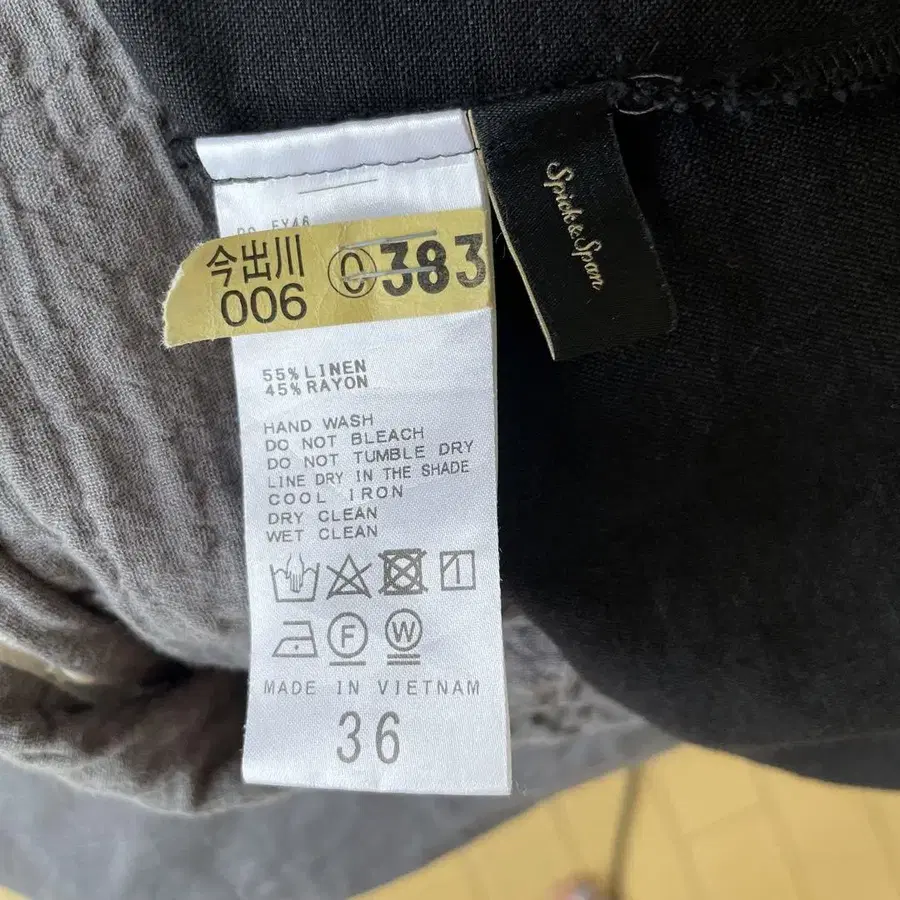 今出川
006 0383
Spick&Span
55% LINEN
45% RAYON
HAND WASH
DO NOT BLEACH
DO NOT TUMBLE DRY
LINE DRY IN THE SHADE
COOL IRON
DRY CLEAN
WET CLEAN
F W
MADE IN VIETNAM
36